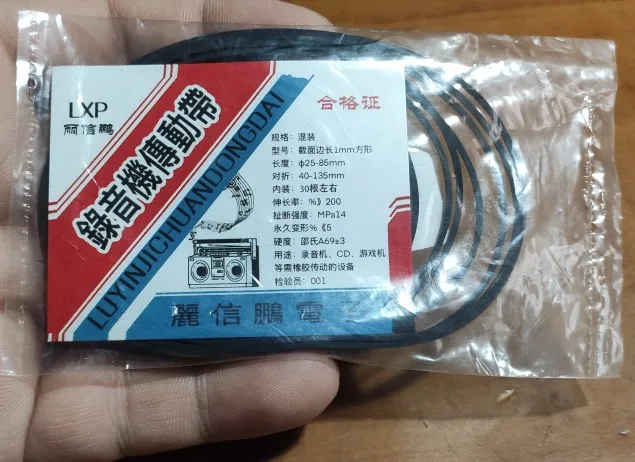 LXP
丽信鹏
錄音機傳動帶
LUYINJICHUANDONGDAI
合格证
规格：混装
型号：截面边长1mm方形
长度：φ25-85mm
对折：40-135mm
内装：30根左右
伸长率：%》200
扯断强度：MPa14
永久变形%《5
硬度：邵氏A69±3
用途：录音机、CD、游戏机
等需橡胶传动的设备
检验员：001
麗信鵬電子